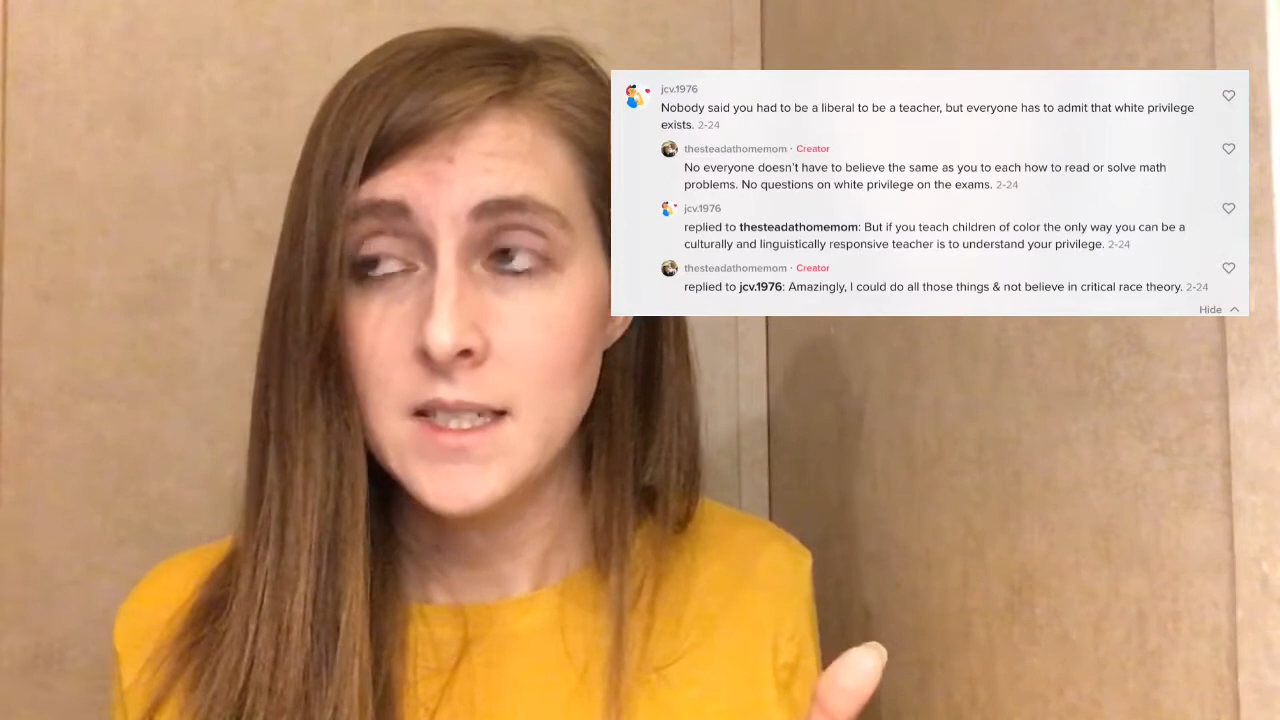 jcv.1976
Nobody said you had to be a liberal to be a teacher, but everyone has to admit that white privilege
exists. 2-24
thesteadathomemom · Creator
No everyone doesn't have to believe the same as you to each how to read or solve math
problems. No questions on white privilege on the exams. 2-24
jcv.1976
replied to thesteadathomemom: But if you teach children of color the only way you can be a
culturally and linguistically responsive teacher is to understand your privilege. 2-24
thesteadathomemom · Creator
replied to jcv.1976: Amazingly, I could do all those things & not believe in critical race theory. 2-24
Hide